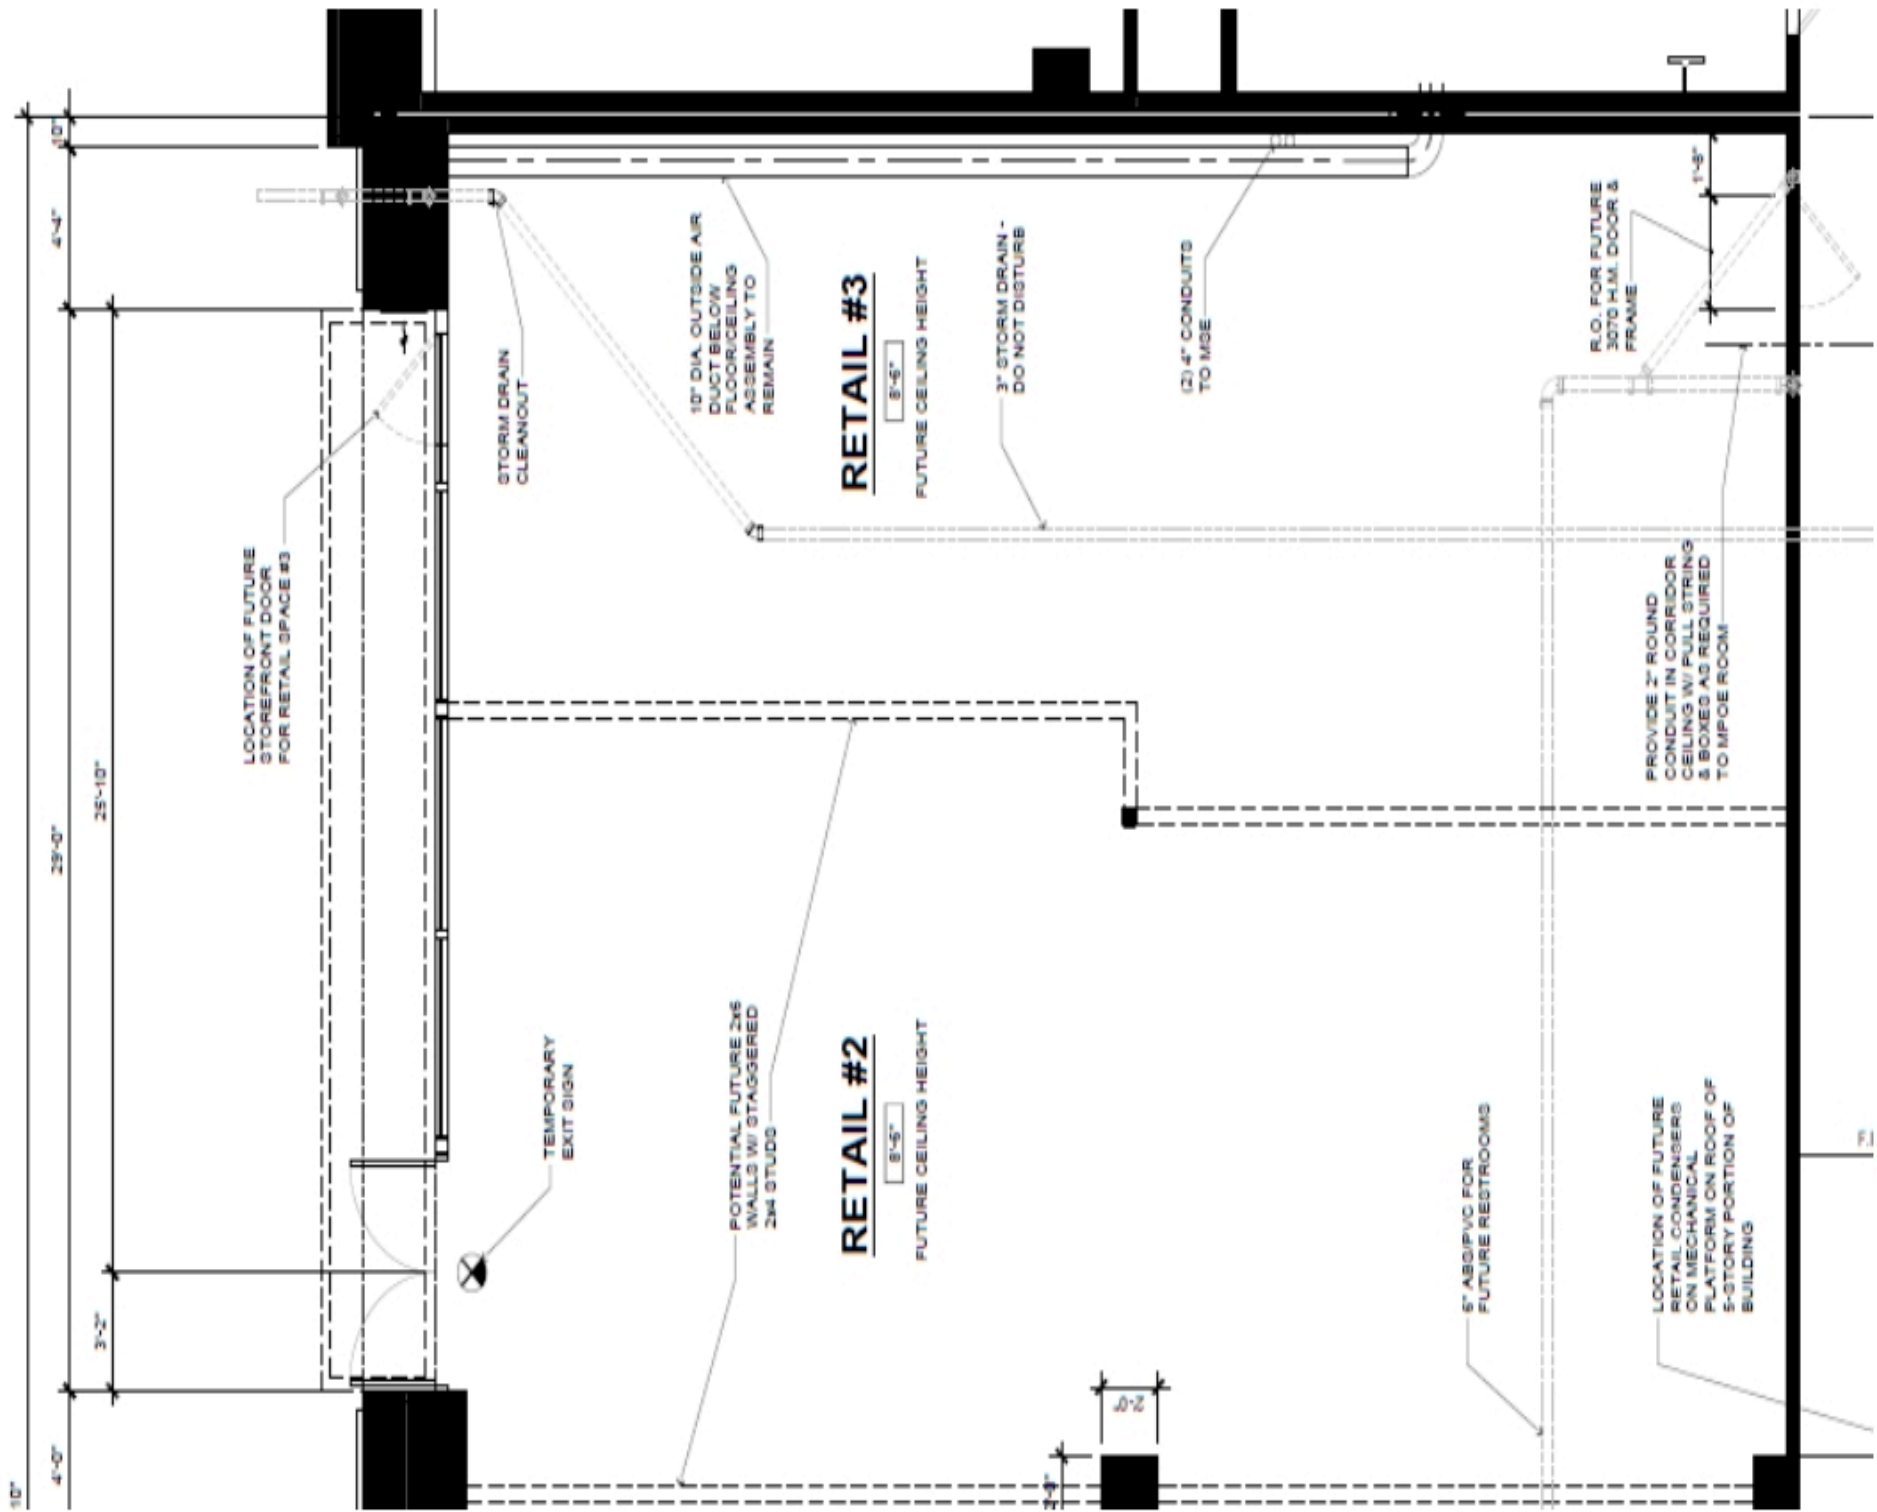 10"
4'-4"
29'-0"
25'-10"
3'-2"
4'-0"
10"
LOCATION OF FUTURE
STOREFRONT DOOR
FOR RETAIL SPACE #3
STORM DRAIN
CLEANOUT
10" DIA. OUTSIDE AIR
DUCT BELOW
FLOOR/CEILING
ASSEMBLY TO
REMAIN
RETAIL #3
8'-6"
FUTURE CEILING HEIGHT
3" STORM DRAIN -
DO NOT DISTURB
(2) 4" CONDUITS
TO MSE
R.O. FOR FUTURE
3070 H.M. DOOR &
FRAME
PROVIDE 2" ROUND
CONDUIT IN CORRIDOR
CEILING W/ PULL STRING
& BOXES AS REQUIRED
TO MPOE ROOM
TEMPORARY
EXIT SIGN
POTENTIAL FUTURE 2x6
WALLS W/ STAGGERED
2x4 STUDS
RETAIL #2
8'-6"
FUTURE CEILING HEIGHT
6" ABS/PVC FOR
FUTURE RESTROOMS
LOCATION OF FUTURE
RETAIL CONDENSERS
ON MECHANICAL
PLATFORM ON ROOF OF
5-STORY PORTION OF
BUILDING
2'-0"